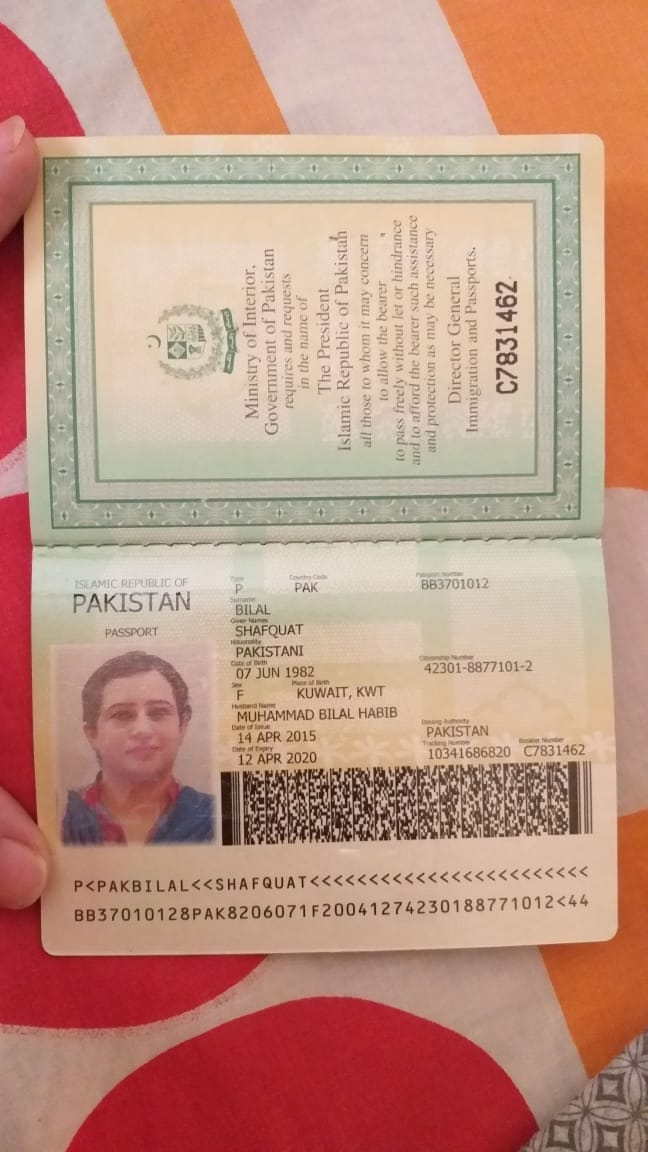 Ministry of Interior,
Government of Pakistan
requires and requests
in the name of
The President
Islamic Republic of Pakistan
all those to whom it may concern
to allow the bearer
to pass freely without let or hindrance
and to afford the bearer such assistance
and protection as may be necessary
Director General
Immigration and Passports.
C7831462
ISLAMIC REPUBLIC OF
PAKISTAN
PASSPORT
Type Country Code Passport Number
P PAK BB3701012
Surname
BILAL
Given Names
SHAFQUAT
Nationality
PAKISTANI
Date of Birth Citizenship Number
07 JUN 1982 42301-8877101-2
Sex Place of Birth
F KUWAIT, KWT
Husband Name
MUHAMMAD BILAL HABIB
Date of Issue Issuing Authority
14 APR 2015 PAKISTAN
Date of Expiry Tracking Number Booklet Number
12 APR 2020 10341686820 C7831462
P<PAKBILAL<<SHAFQUAT<<<<<<<<<<<<<<<<<<<<<<<<
BB37010128PAK8206071F20041274230188771012<44